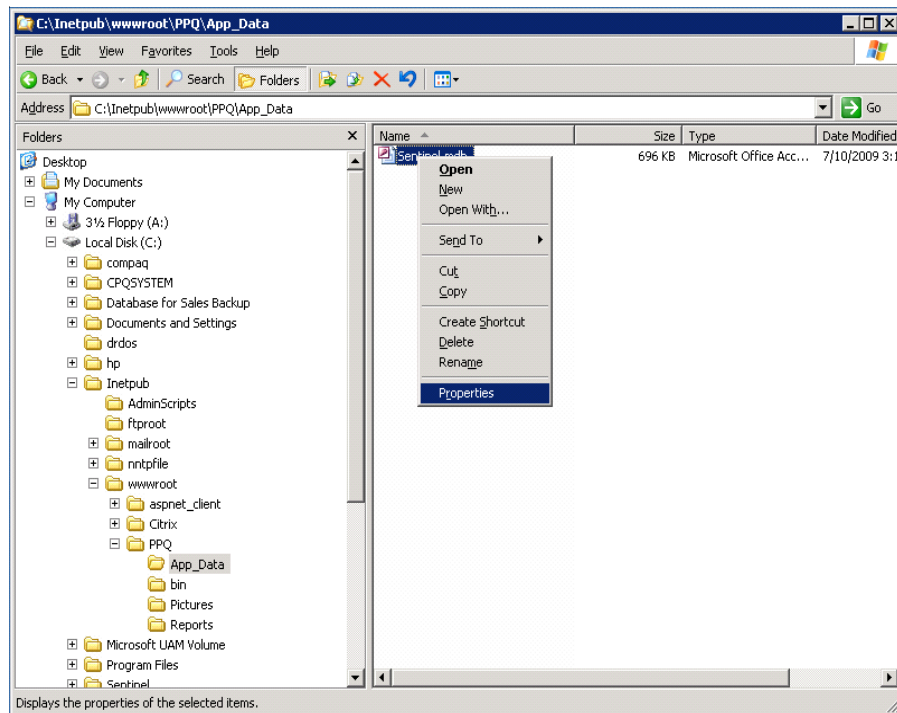 C:\Inetpub\wwwroot\PPQ\App_Data
File Edit View Favorites Tools Help
Back Search Folders
Address C:\Inetpub\wwwroot\PPQ\App_Data Go
Folders
Desktop
My Documents
My Computer
3½ Floppy (A:)
Local Disk (C:)
compaq
CPQSYSTEM
Database for Sales Backup
Documents and Settings
drdos
hp
Inetpub
AdminScripts
ftproot
mailroot
nntpfile
wwwroot
aspnet_client
Citrix
PPQ
App_Data
bin
Pictures
Reports
Microsoft UAM Volume
Program Files
Sentinel
Name Size Type Date Modified
Sentinel.mdb 696 KB Microsoft Office Acc... 7/10/2009 3:1
Open
New
Open With...
Send To
Cut
Copy
Create Shortcut
Delete
Rename
Properties
Displays the properties of the selected items.